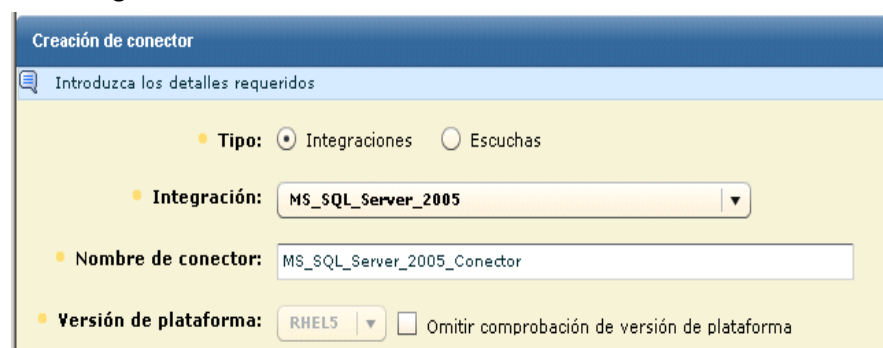 Creación de conector
Introduzca los detalles requeridos
Tipo: Integraciones Escuchas
Integración: MS_SQL_Server_2005
Nombre de conector: MS_SQL_Server_2005_Conector
Versión de plataforma: RHEL5 Omitir comprobación de versión de plataforma